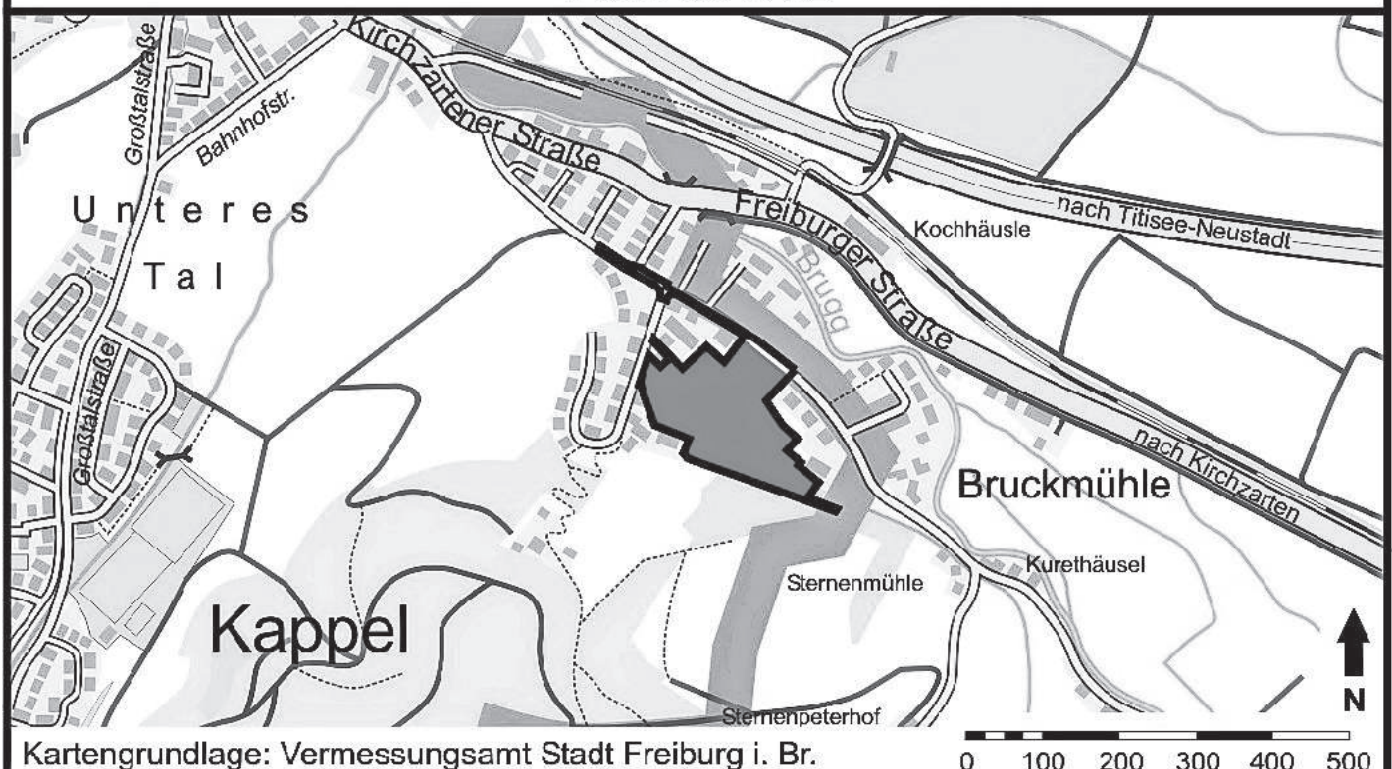 Kirchzartener Straße
Großtalstraße
Bahnhofstr.
Unteres
Tal
Freiburger Straße
Kochhäusle
nach Titisee-Neustadt
Brugga
Großtalstraße
nach Kirchzarten
Bruckmühle
Kurethäusel
Sternenmühle
Kappel
N
Sternenpeterhof
Kartengrundlage: Vermessungsamt Stadt Freiburg i. Br.
0 100 200 300 400 500